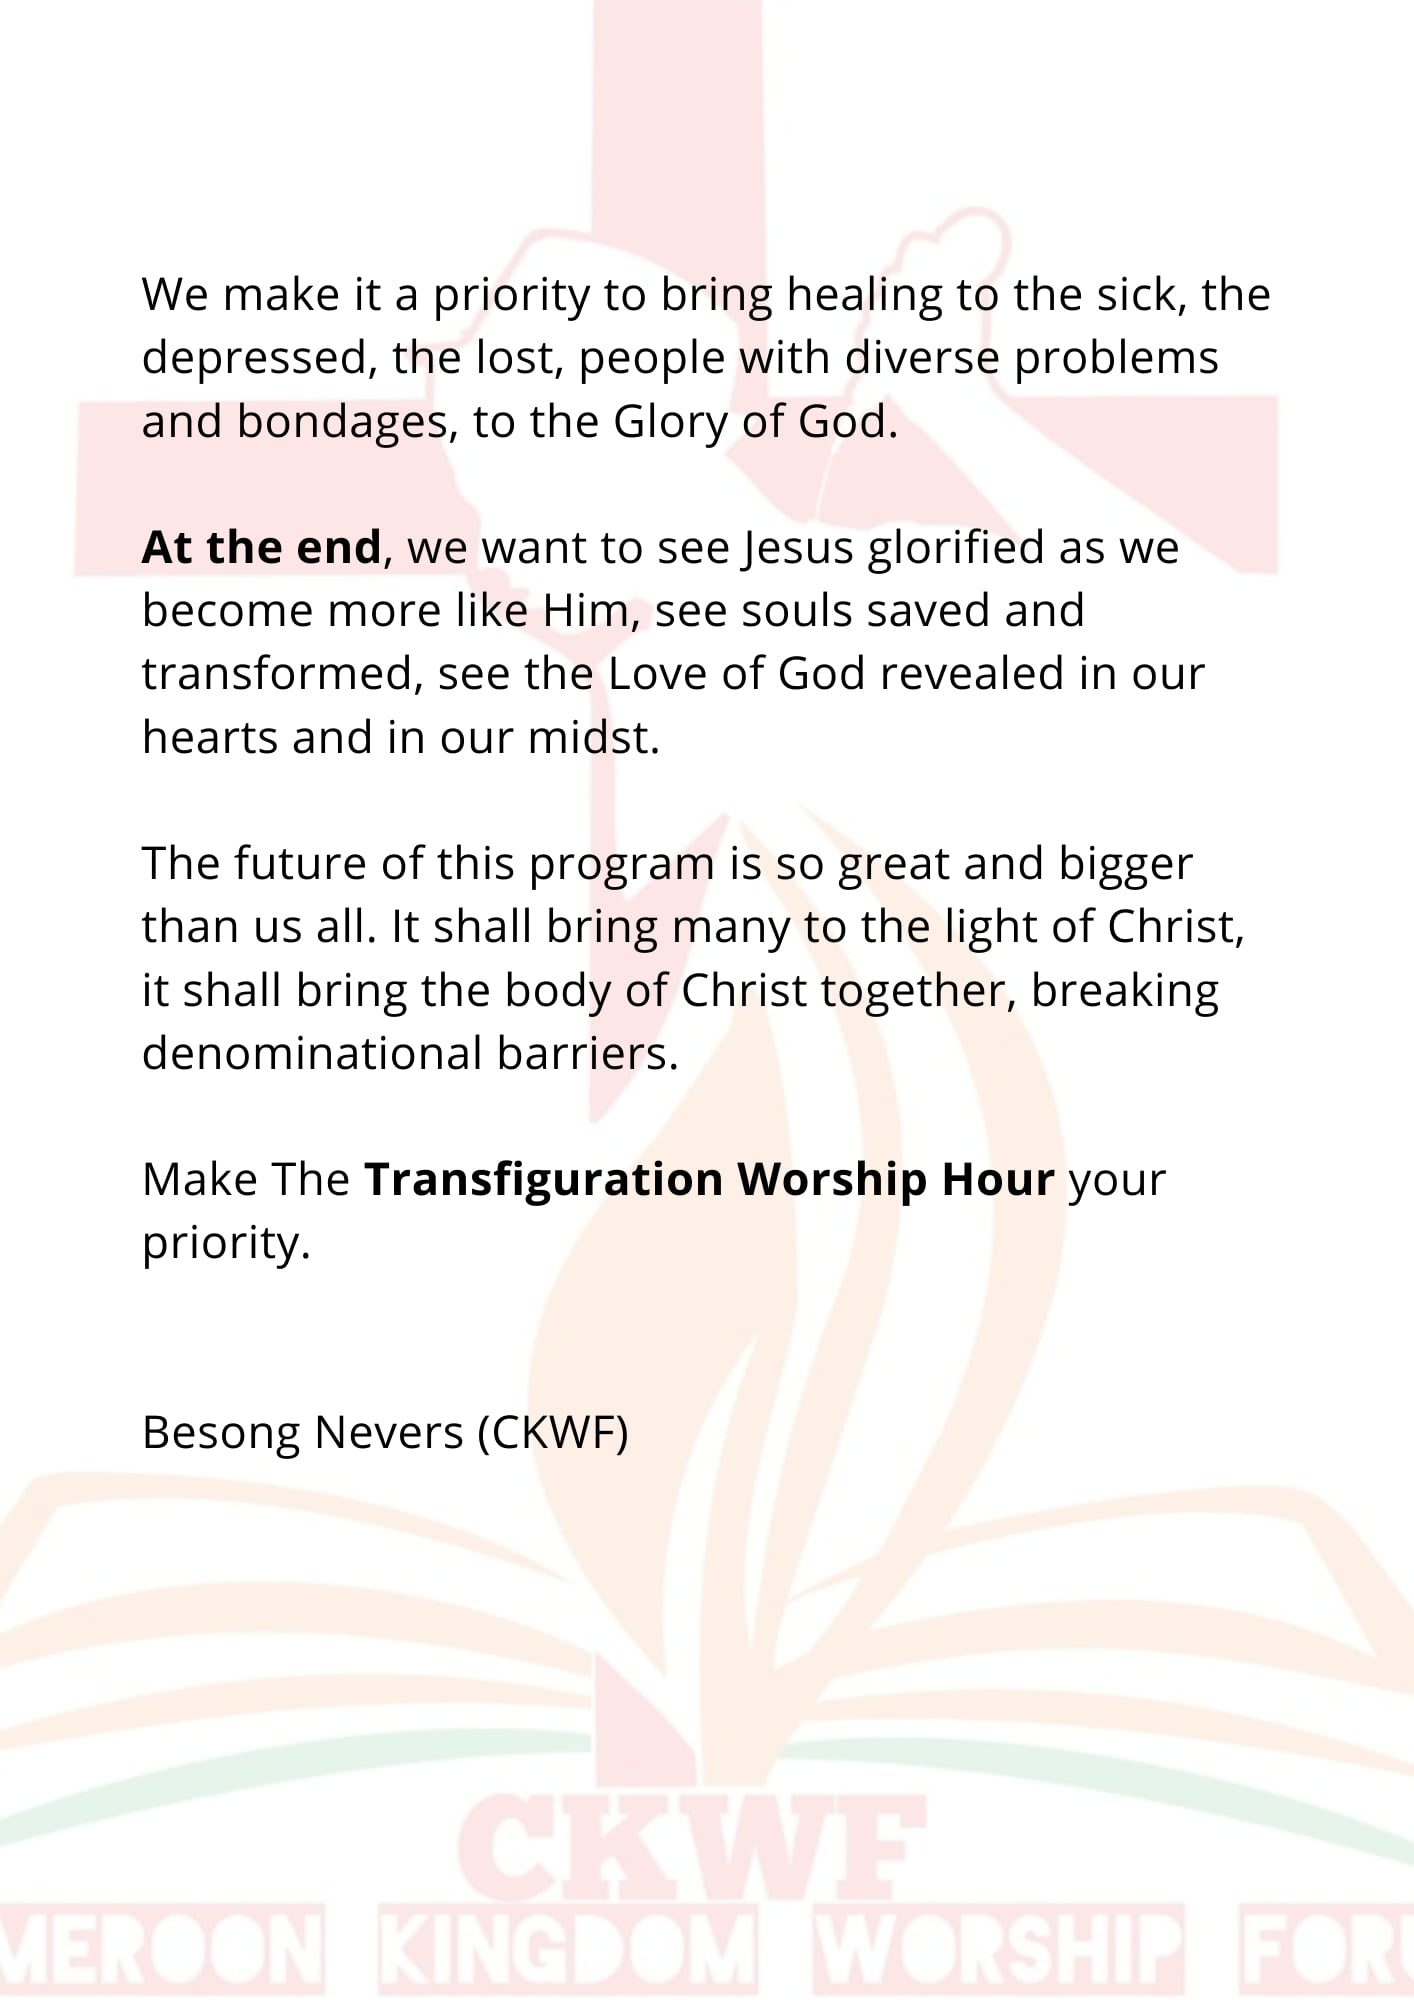 We make it a priority to bring healing to the sick, the
depressed, the lost, people with diverse problems
and bondages, to the Glory of God.
At the end, we want to see Jesus glorified as we
become more like Him, see souls saved and
transformed, see the Love of God revealed in our
hearts and in our midst.
The future of this program is so great and bigger
than us all. It shall bring many to the light of Christ,
it shall bring the body of Christ together, breaking
denominational barriers.
Make The Transfiguration Worship Hour your
priority.
Besong Nevers (CKWF)
CKWF
MEROON KINGDOM WORSHIP FORU